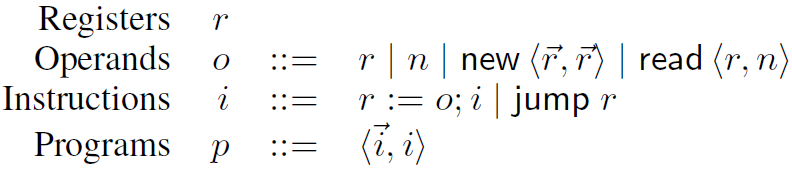 Registers r
Operands o ::= r | n | new ⟨r⃗, r⃗⟩ | read ⟨r, n⟩
Instructions i ::= r := o; i | jump r
Programs p ::= ⟨i⃗, i⟩